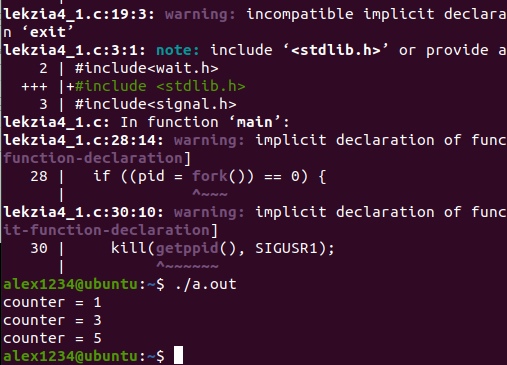 lekzia4_1.c:19:3: warning: incompatible implicit declara
n ‘exit’
lekzia4_1.c:3:1: note: include ‘<stdlib.h>’ or provide a
2 | #include<wait.h>
+++ |+#include <stdlib.h>
3 | #include<signal.h>
lekzia4_1.c: In function ‘main’:
lekzia4_1.c:28:14: warning: implicit declaration of func
function-declaration]
28 |   if ((pid = fork()) == 0) {
|              ^~~~
lekzia4_1.c:30:10: warning: implicit declaration of func
it-function-declaration]
30 |     kill(getppid(), SIGUSR1);
|          ^~~~~~~
alex1234@ubuntu:~$ ./a.out
counter = 1
counter = 3
counter = 5
alex1234@ubuntu:~$